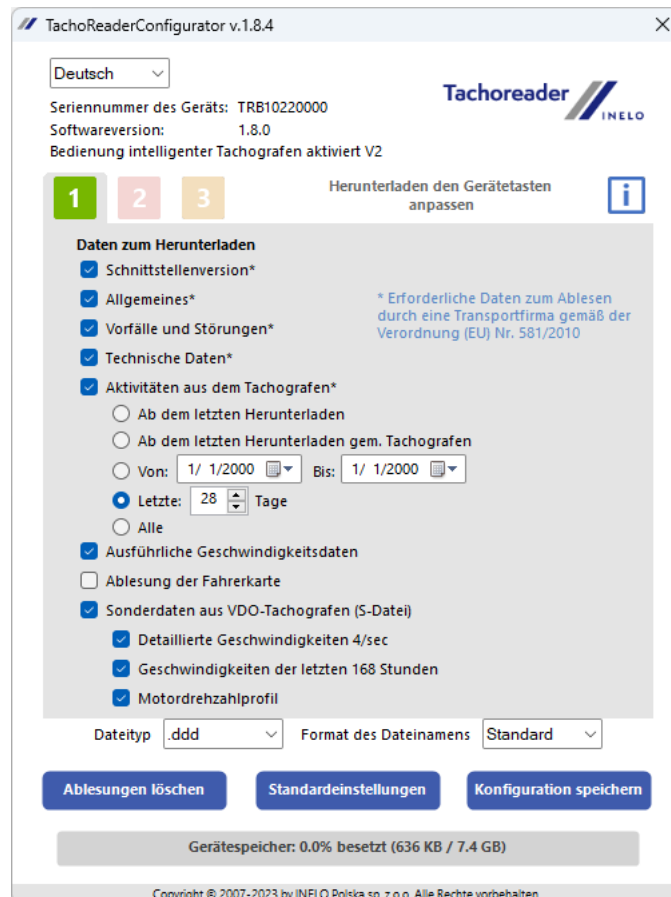 TachoReaderConfigurator v.1.8.4
Deutsch
Tachoreader
INELO
Seriennummer des Geräts: TRB10220000
Softwareversion: 1.8.0
Bedienung intelligenter Tachografen aktiviert V2
1 2 3
Herunterladen den Gerätetasten
anpassen
i
Daten zum Herunterladen
Schnittstellenversion*
Allgemeines*
* Erforderliche Daten zum Ablesen
durch eine Transportfirma gemäß der
Verordnung (EU) Nr. 581/2010
Vorfälle und Störungen*
Technische Daten*
Aktivitäten aus dem Tachografen*
Ab dem letzten Herunterladen
Ab dem letzten Herunterladen gem. Tachografen
Von: 1/ 1/2000 Bis: 1/ 1/2000
Letzte: 28 Tage
Alle
Ausführliche Geschwindigkeitsdaten
Ablesung der Fahrerkarte
Sonderdaten aus VDO-Tachografen (S-Datei)
Detaillierte Geschwindigkeiten 4/sec
Geschwindigkeiten der letzten 168 Stunden
Motordrehzahlprofil
Dateityp .ddd Format des Dateinamens Standard
Ablesungen löschen Standardeinstellungen Konfiguration speichern
Gerätespeicher: 0.0% besetzt (636 KB / 7.4 GB)
Copyright © 2007-2023 by INELO Polska sp. z o.o. Alle Rechte vorbehalten